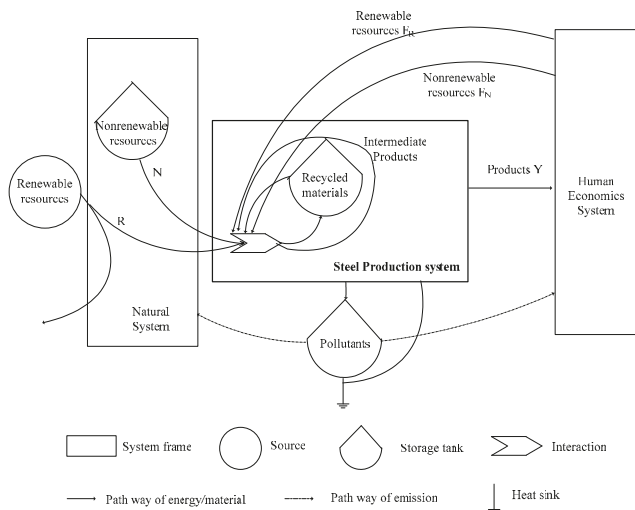 Renewable
resources FR
Nonrenewable
resources FN
Nonrenewable
resources
N
Intermediate
Products
Renewable
resources
Recycled
materials
Products Y
Human
Economics
System
R
Steel Production system
Natural
System
Pollutants
System frame
Source
Storage tank
Interaction
Path way of energy/material
Path way of emission
Heat sink